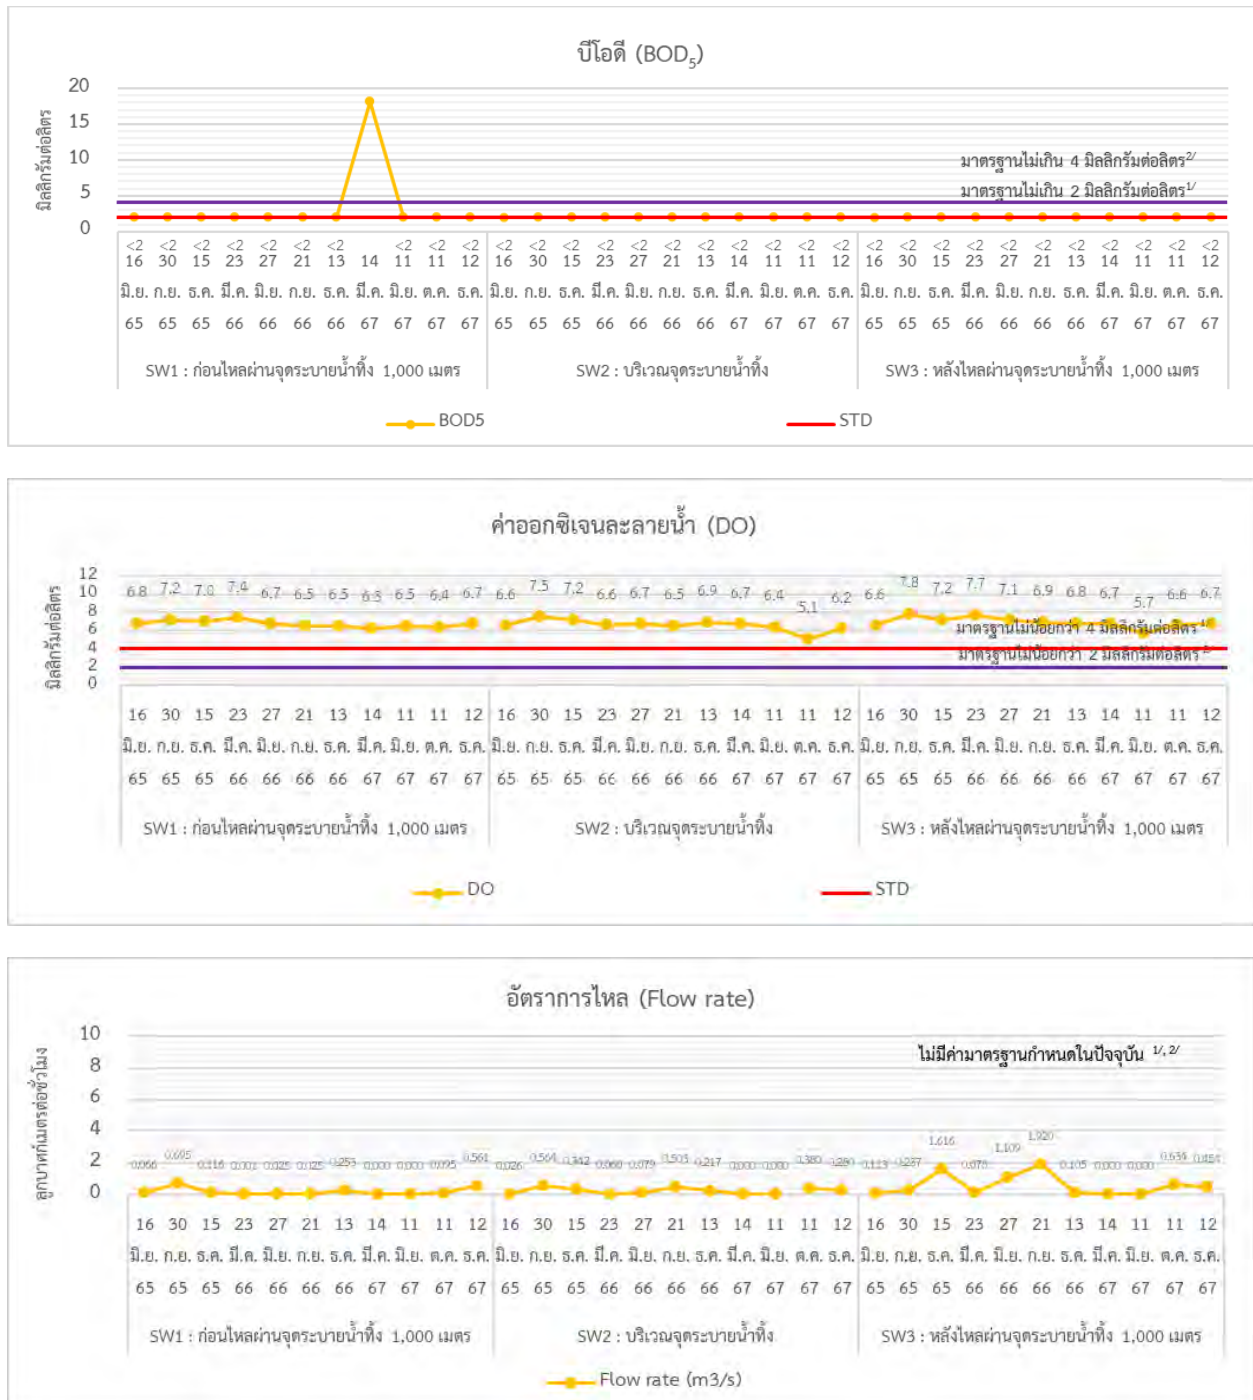 บีโอดี (BOD5)
มิลลิกรัมต่อลิตร
20
15
10
5
0
มาตรฐานไม่เกิน 4 มิลลิกรัมต่อลิตร2/
มาตรฐานไม่เกิน 2 มิลลิกรัมต่อลิตร1/
<2 <2 <2 <2 <2 <2 <2 <2 <2 <2 <2 <2 <2 <2 <2 <2 <2 <2 <2 <2 <2 <2 <2 <2 <2 <2 <2 <2 <2 <2 <2 <2
16 30 15 23 27 21 13 14 11 11 12 16 30 15 23 27 21 13 14 11 11 12 16 30 15 23 27 21 13 14 11 11 12
มิ.ย. ก.ย. ธ.ค. มี.ค. มิ.ย. ก.ย. ธ.ค. มี.ค. มิ.ย. ต.ค. ธ.ค. มิ.ย. ก.ย. ธ.ค. มี.ค. มิ.ย. ก.ย. ธ.ค. มี.ค. มิ.ย. ต.ค. ธ.ค. มิ.ย. ก.ย. ธ.ค. มี.ค. มิ.ย. ก.ย. ธ.ค. มี.ค. มิ.ย. ต.ค. ธ.ค.
65 65 65 66 66 66 66 67 67 67 67 65 65 65 66 66 66 66 67 67 67 67 65 65 65 66 66 66 66 67 67 67 67
SW1 : ก่อนไหลผ่านจุดระบายน้ำทิ้ง 1,000 เมตร SW2 : บริเวณจุดระบายน้ำทิ้ง SW3 : หลังไหลผ่านจุดระบายน้ำทิ้ง 1,000 เมตร
BOD5 STD
ค่าออกซิเจนละลายน้ำ (DO)
มิลลิกรัมต่อลิตร
12
10
8
6
4
2
0
6.8 7.2 7.0 7.4 6.7 6.5 6.5 6.3 6.5 6.4 6.7 6.6 7.5 7.2 6.6 6.7 6.5 6.9 6.7 6.4 5.1 6.2 6.6 7.8 7.2 7.7 7.1 6.9 6.8 6.7 5.7 6.6 6.7
มาตรฐานไม่น้อยกว่า 4 มิลลิกรัมต่อลิตร 1/
มาตรฐานไม่น้อยกว่า 2 มิลลิกรัมต่อลิตร 2/
16 30 15 23 27 21 13 14 11 11 12 16 30 15 23 27 21 13 14 11 11 12 16 30 15 23 27 21 13 14 11 11 12
มิ.ย. ก.ย. ธ.ค. มี.ค. มิ.ย. ก.ย. ธ.ค. มี.ค. มิ.ย. ต.ค. ธ.ค. มิ.ย. ก.ย. ธ.ค. มี.ค. มิ.ย. ก.ย. ธ.ค. มี.ค. มิ.ย. ต.ค. ธ.ค. มิ.ย. ก.ย. ธ.ค. มี.ค. มิ.ย. ก.ย. ธ.ค. มี.ค. มิ.ย. ต.ค. ธ.ค.
65 65 65 66 66 66 66 67 67 67 67 65 65 65 66 66 66 66 67 67 67 67 65 65 65 66 66 66 66 67 67 67 67
SW1 : ก่อนไหลผ่านจุดระบายน้ำทิ้ง 1,000 เมตร SW2 : บริเวณจุดระบายน้ำทิ้ง SW3 : หลังไหลผ่านจุดระบายน้ำทิ้ง 1,000 เมตร
DO STD
อัตราการไหล (Flow rate)
ลูกบาศก์เมตรต่อชั่วโมง
10
8
6
4
2
0
ไม่มีค่ามาตรฐานกำหนดในปัจจุบัน 1/, 2/
0.066 0.695 0.116 0.001 0.025 0.025 0.253 0.000 0.000 0.095 0.561 0.026 0.564 0.342 0.060 0.079 0.217 0.000 0.000 0.380 1.616 1.109 1.920 0.105 0.000 0.000 0.634
16 30 15 23 27 21 13 14 11 11 12 16 30 15 23 27 21 13 14 11 11 12 16 30 15 23 27 21 13 14 11 11 12
มิ.ย. ก.ย. ธ.ค. มี.ค. มิ.ย. ก.ย. ธ.ค. มี.ค. มิ.ย. ต.ค. ธ.ค. มิ.ย. ก.ย. ธ.ค. มี.ค. มิ.ย. ก.ย. ธ.ค. มี.ค. มิ.ย. ต.ค. ธ.ค. มิ.ย. ก.ย. ธ.ค. มี.ค. มิ.ย. ก.ย. ธ.ค. มี.ค. มิ.ย. ต.ค. ธ.ค.
65 65 65 66 66 66 66 67 67 67 67 65 65 65 66 66 66 66 67 67 67 67 65 65 65 66 66 66 66 67 67 67 67
SW1 : ก่อนไหลผ่านจุดระบายน้ำทิ้ง 1,000 เมตร SW2 : บริเวณจุดระบายน้ำทิ้ง SW3 : หลังไหลผ่านจุดระบายน้ำทิ้ง 1,000 เมตร
Flow rate (m3/s)